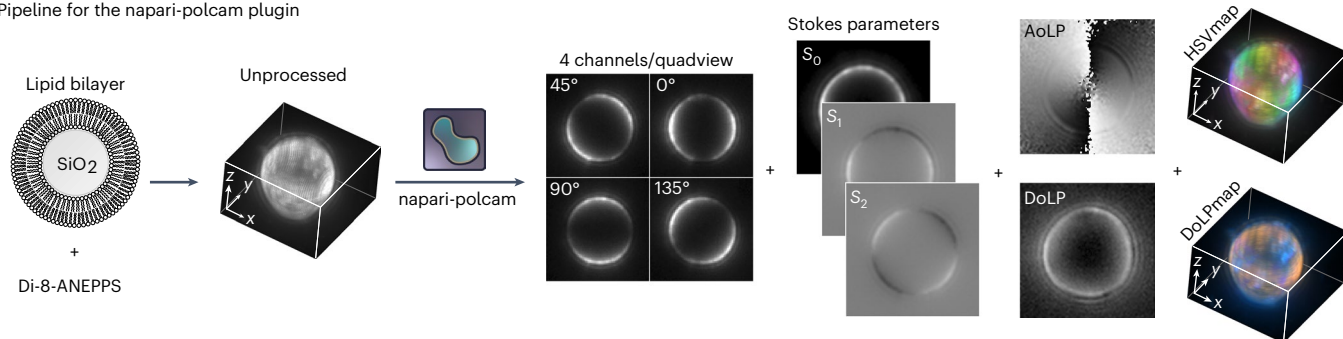 Pipeline for the napari-polcam plugin
Lipid bilayer
SiO2
+
Di-8-ANEPPS
Unprocessed
z
y
x
napari-polcam
4 channels/quadview
45° 0°
90° 135°
+
Stokes parameters
S0
S1
S2
+
AoLP
DoLP
+
HSVmap
z
y
x
DoLPmap
z
y
x